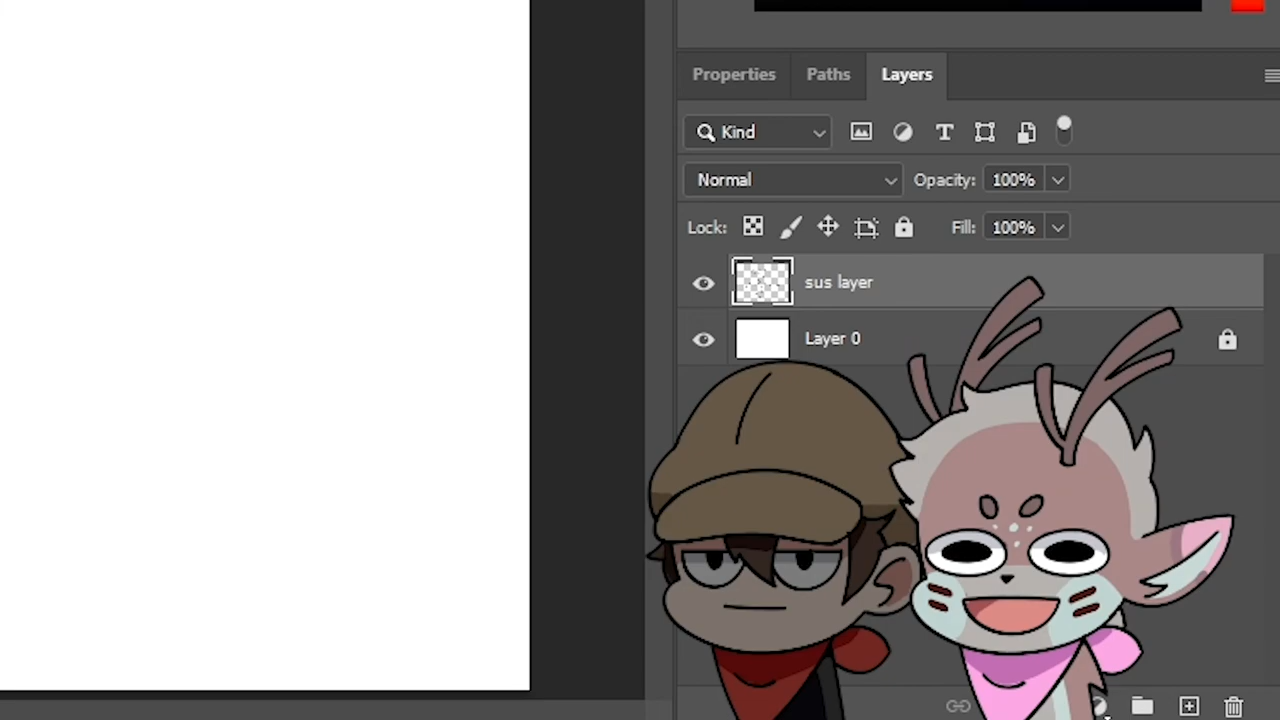 Properties Paths Layers
Kind
Normal Opacity: 100%
Lock: Fill: 100%
sus layer
Layer 0